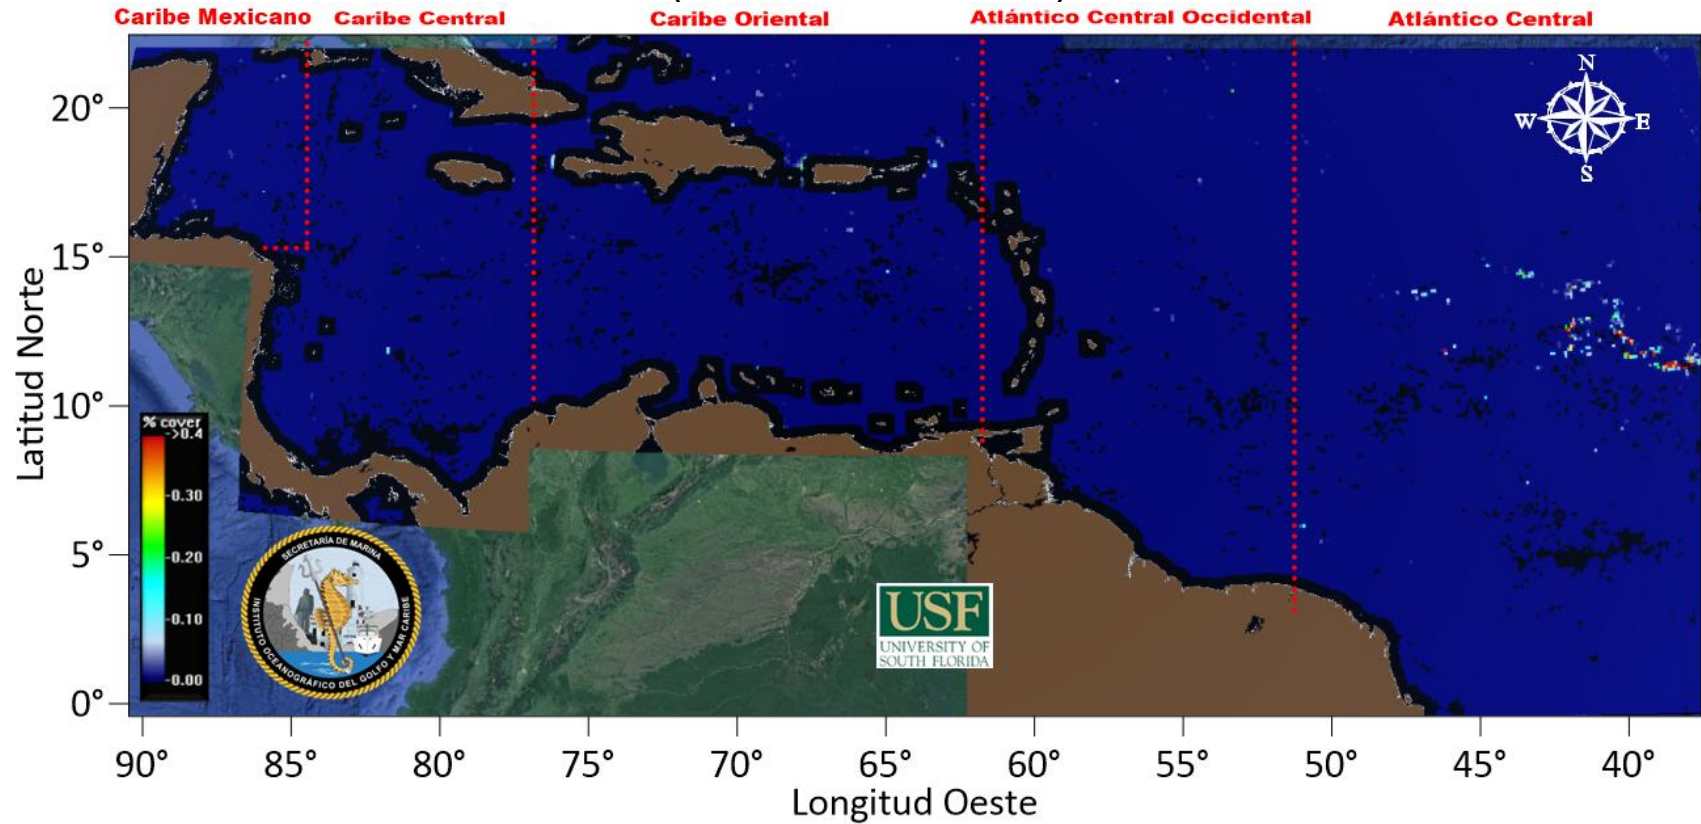 Caribe Mexicano
Caribe Central
Caribe Oriental
Atlántico Central Occidental
Atlántico Central
N
W
E
S
20°
15°
10°
5°
0°
Latitud Norte
% cover
->0.4
-0.30
-0.20
-0.10
-0.00
SECRETARÍA DE MARINA
INSTITUTO OCEANOGRÁFICO DEL GOLFO Y MAR CARIBE
USF
UNIVERSITY OF
SOUTH FLORIDA
90°
85°
80°
75°
70°
65°
60°
55°
50°
45°
40°
Longitud Oeste